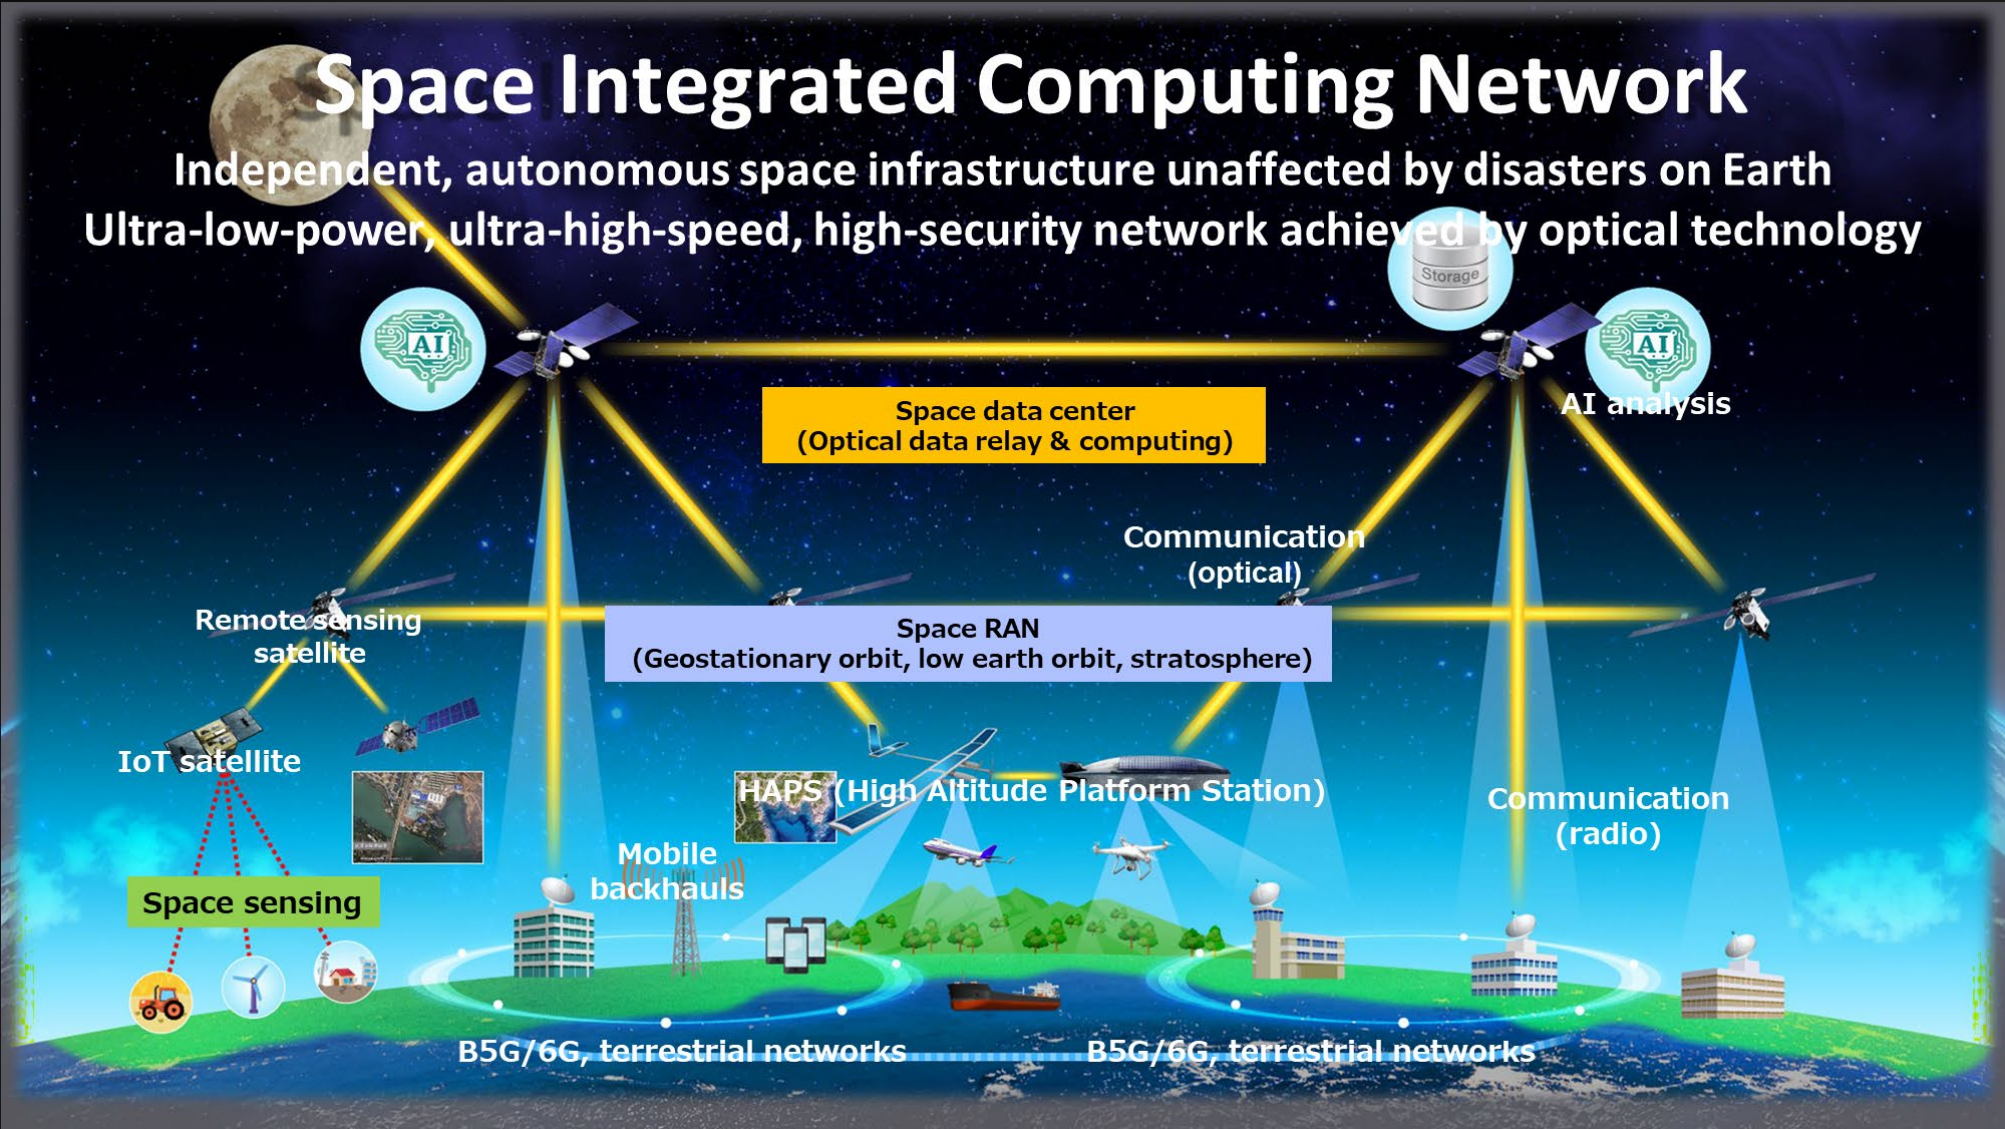 Space Integrated Computing Network
Independent, autonomous space infrastructure unaffected by disasters on Earth
Ultra-low-power, ultra-high-speed, high-security network achieved by optical technology
Storage
AI
AI
AI analysis
Space data center
(Optical data relay & computing)
Communication
(optical)
Remote sensing
satellite
Space RAN
(Geostationary orbit, low earth orbit, stratosphere)
IoT satellite
HAPS (High Altitude Platform Station)
Communication
(radio)
Mobile
backhauls
Space sensing
B5G/6G, terrestrial networks
B5G/6G, terrestrial networks